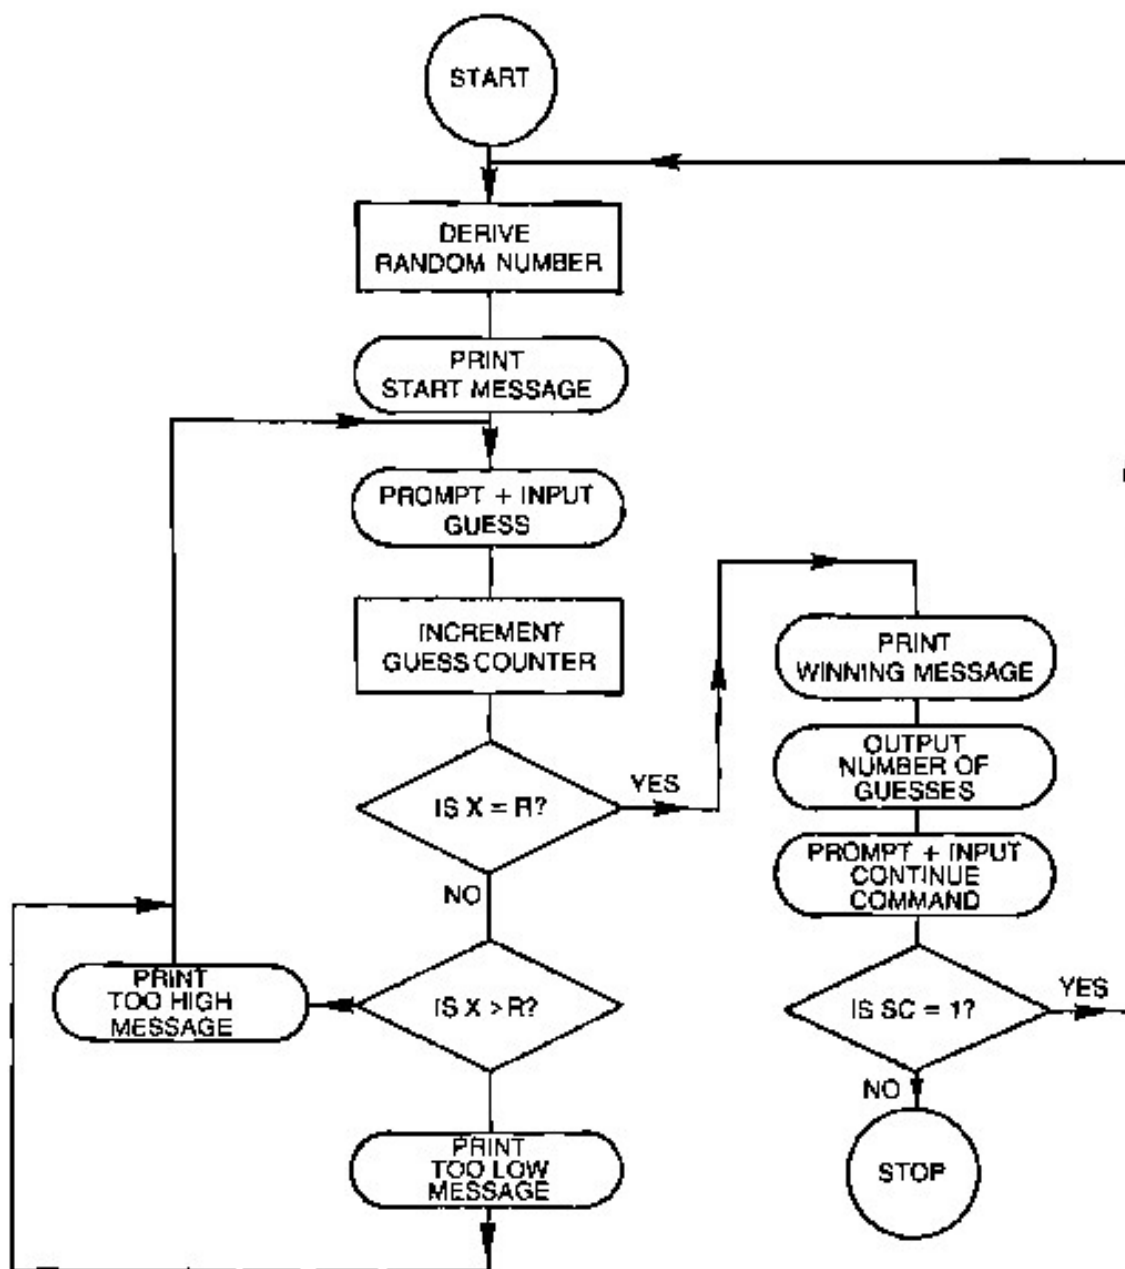 START
DERIVE
RANDOM NUMBER
PRINT
START MESSAGE
PROMPT + INPUT
GUESS
INCREMENT
GUESS COUNTER
IS X = R?
YES
NO
IS X > R?
PRINT
TOO HIGH
MESSAGE
PRINT
TOO LOW
MESSAGE
PRINT
WINNING MESSAGE
OUTPUT
NUMBER OF
GUESSES
PROMPT + INPUT
CONTINUE
COMMAND
IS SC = 1?
YES
NO
STOP